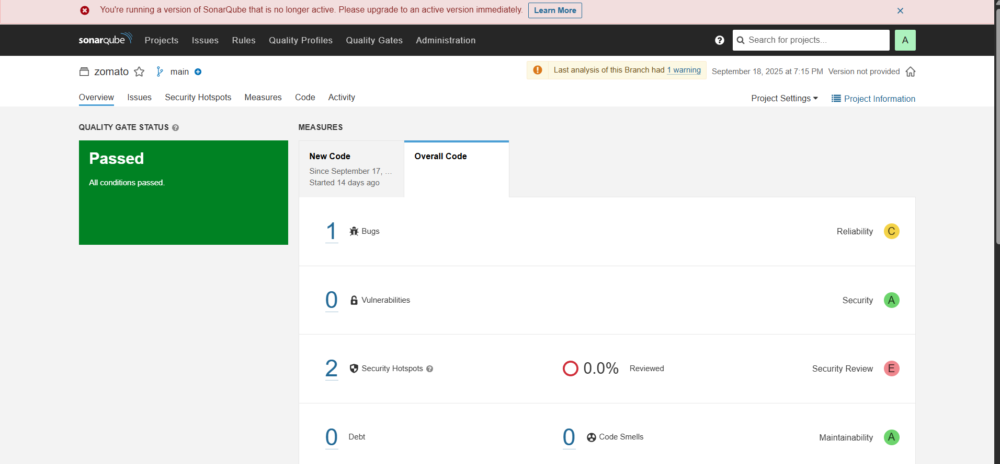 You're running a version of SonarQube that is no longer active. Please upgrade to an active version immediately. Learn More
sonarqube Projects Issues Rules Quality Profiles Quality Gates Administration Search for projects... A
zomato main Last analysis of this Branch had 1 warning September 18, 2025 at 7:15 PM Version not provided
Overview Issues Security Hotspots Measures Code Activity Project Settings Project Information
QUALITY GATE STATUS
Passed
All conditions passed.
MEASURES
New Code
Since September 17, ...
Started 14 days ago
Overall Code
1 Bugs Reliability C
0 Vulnerabilities Security A
2 Security Hotspots 0.0% Reviewed Security Review E
0 Debt 0 Code Smells Maintainability A